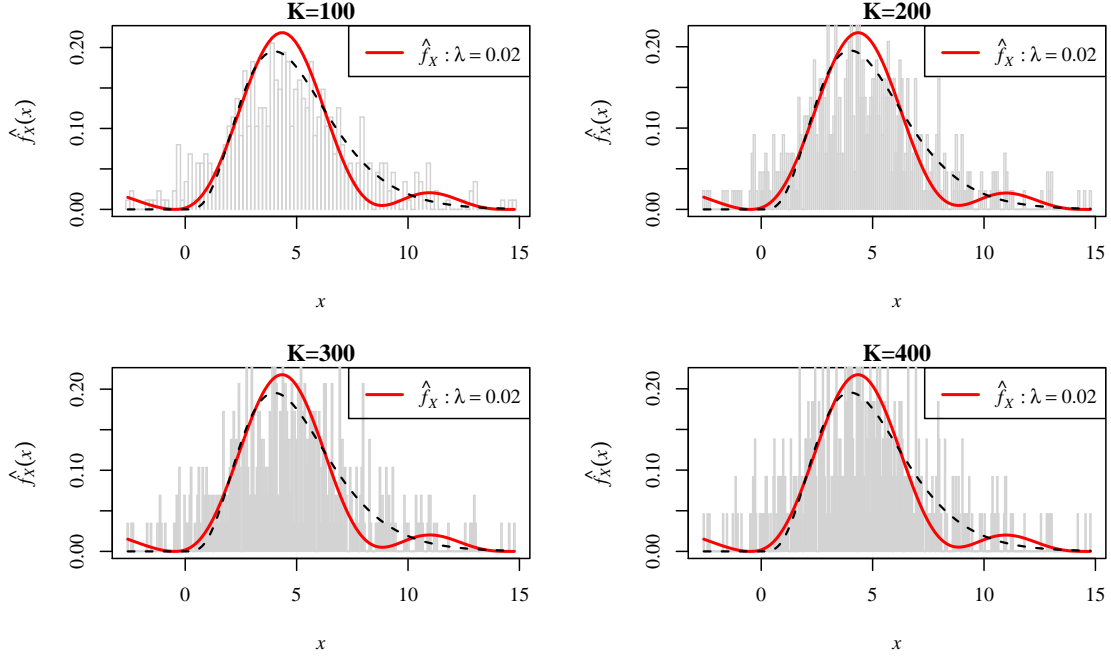 K=100
f̂_X : λ = 0.02
f̂_X(x)
0.00 0.10 0.20
0 5 10 15
x
K=200
f̂_X : λ = 0.02
f̂_X(x)
0.00 0.10 0.20
0 5 10 15
x
K=300
f̂_X : λ = 0.02
f̂_X(x)
0.00 0.10 0.20
0 5 10 15
x
K=400
f̂_X : λ = 0.02
f̂_X(x)
0.00 0.10 0.20
0 5 10 15
x